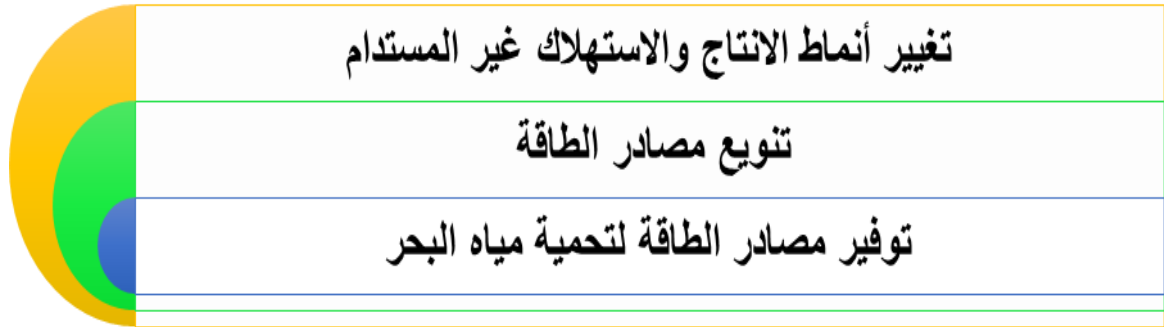 تغيير أنماط الانتاج والاستهلاك غير المستدام
تنويع مصادر الطاقة
توفير مصادر الطاقة لتحمية مياه البحر